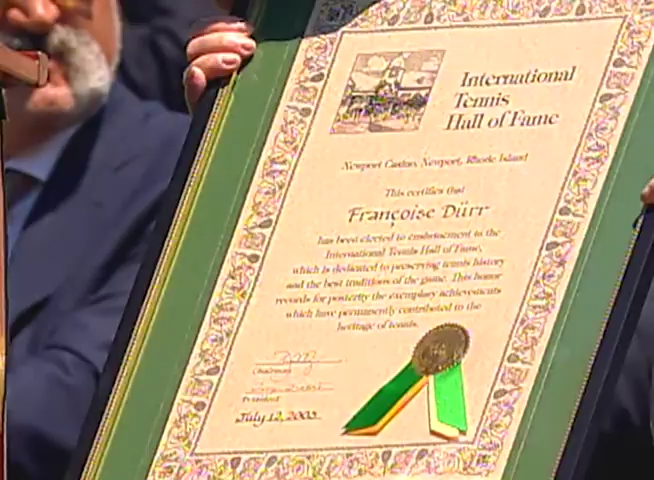 International
Tennis
Hall of Fame
Newport Casino, Newport, Rhode Island
This certifies that
Françoise Dürr
has been elected to enshrinement in the
International Tennis Hall of Fame,
which is dedicated to preserving tennis history
and the best traditions of the game. This honor
records for posterity the exemplary achievements
which have permanently contributed to the
heritage of tennis.
Chairman
President
July 12, 2003